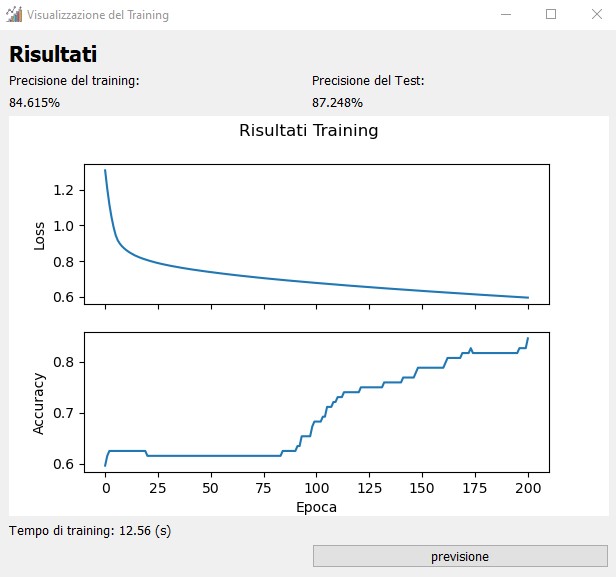 Visualizzazione del Training
Risultati
Precisione del training:
Precisione del Test:
84.615%
87.248%
Risultati Training
1.2
1.0
0.8
0.6
Loss
0.8
0.7
0.6
Accuracy
0 25 50 75 100 125 150 175 200
Epoca
Tempo di training: 12.56 (s)
previsione